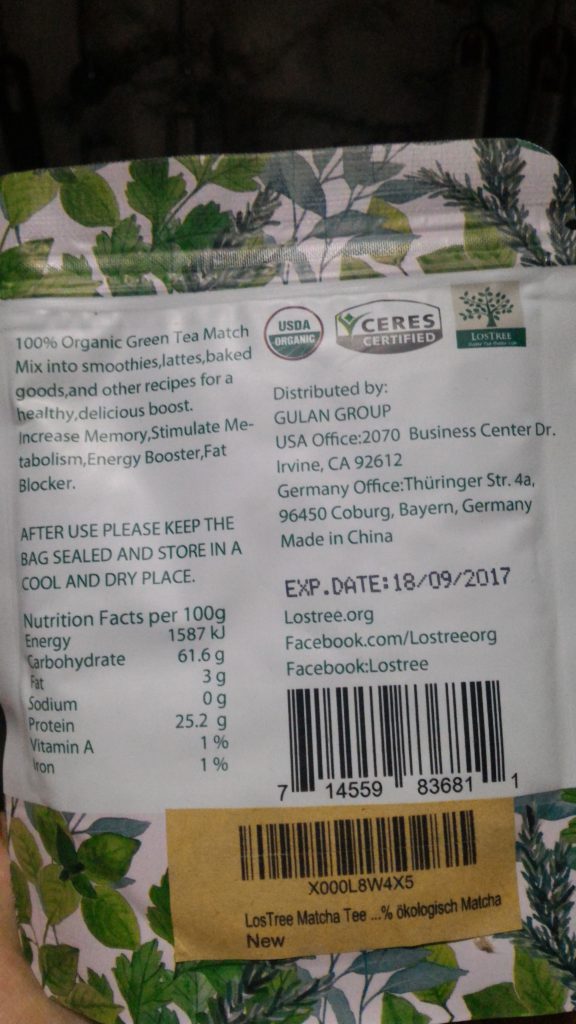 100% Organic Green Tea Match
Mix into smoothies,lattes,baked
goods,and other recipes for a
healthy,delicious boost.
Increase Memory,Stimulate Me-
tabolism,Energy Booster,Fat
Blocker.
AFTER USE PLEASE KEEP THE
BAG SEALED AND STORE IN A
COOL AND DRY PLACE.
Nutrition Facts per 100g
Energy 1587 kJ
Carbohydrate 61.6 g
Fat 3 g
Sodium 0 g
Protein 25.2 g
Vitamin A 1 %
Iron 1 %
USDA
ORGANIC
CERES
CERTIFIED
LOSTREE
Distributed by:
GULAN GROUP
USA Office:2070 Business Center Dr.
Irvine, CA 92612
Germany Office:Thüringer Str. 4a,
96450 Coburg, Bayern, Germany
Made in China
EXP.DATE:18/09/2017
Lostree.org
Facebook.com/Lostreeorg
Facebook:Lostree
7 14559 83681 1
X000L8W4X5
LosTree Matcha Tee ...% ökologisch Matcha
New